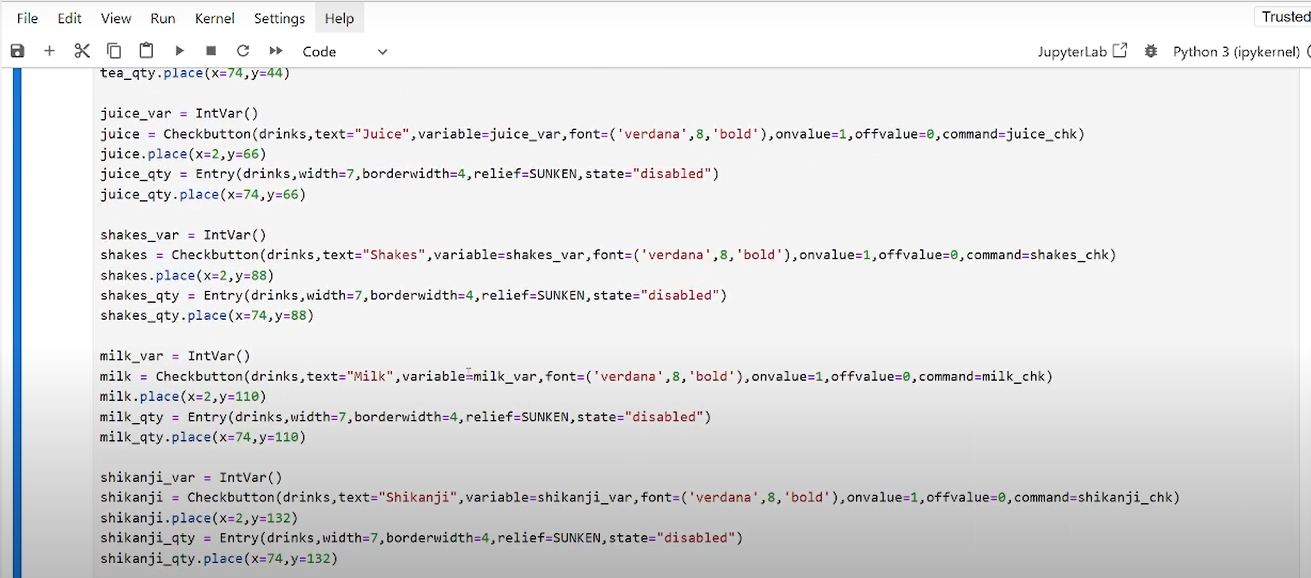 File Edit View Run Kernel Settings Help Trusted
Code JupyterLab Python 3 (ipykernel)
tea_qty.place(x=74,y=44)
juice_var = IntVar()
juice = Checkbutton(drinks,text="Juice",variable=juice_var,font=('verdana',8,'bold'),onvalue=1,offvalue=0,command=juice_chk)
juice.place(x=2,y=66)
juice_qty = Entry(drinks,width=7,borderwidth=4,relief=SUNKEN,state="disabled")
juice_qty.place(x=74,y=66)
shakes_var = IntVar()
shakes = Checkbutton(drinks,text="Shakes",variable=shakes_var,font=('verdana',8,'bold'),onvalue=1,offvalue=0,command=shakes_chk)
shakes.place(x=2,y=88)
shakes_qty = Entry(drinks,width=7,borderwidth=4,relief=SUNKEN,state="disabled")
shakes_qty.place(x=74,y=88)
milk_var = IntVar()
milk = Checkbutton(drinks,text="Milk",variable=milk_var,font=('verdana',8,'bold'),onvalue=1,offvalue=0,command=milk_chk)
milk.place(x=2,y=110)
milk_qty = Entry(drinks,width=7,borderwidth=4,relief=SUNKEN,state="disabled")
milk_qty.place(x=74,y=110)
shikanji_var = IntVar()
shikanji = Checkbutton(drinks,text="Shikanji",variable=shikanji_var,font=('verdana',8,'bold'),onvalue=1,offvalue=0,command=shikanji_chk)
shikanji.place(x=2,y=132)
shikanji_qty = Entry(drinks,width=7,borderwidth=4,relief=SUNKEN,state="disabled")
shikanji_qty.place(x=74,y=132)